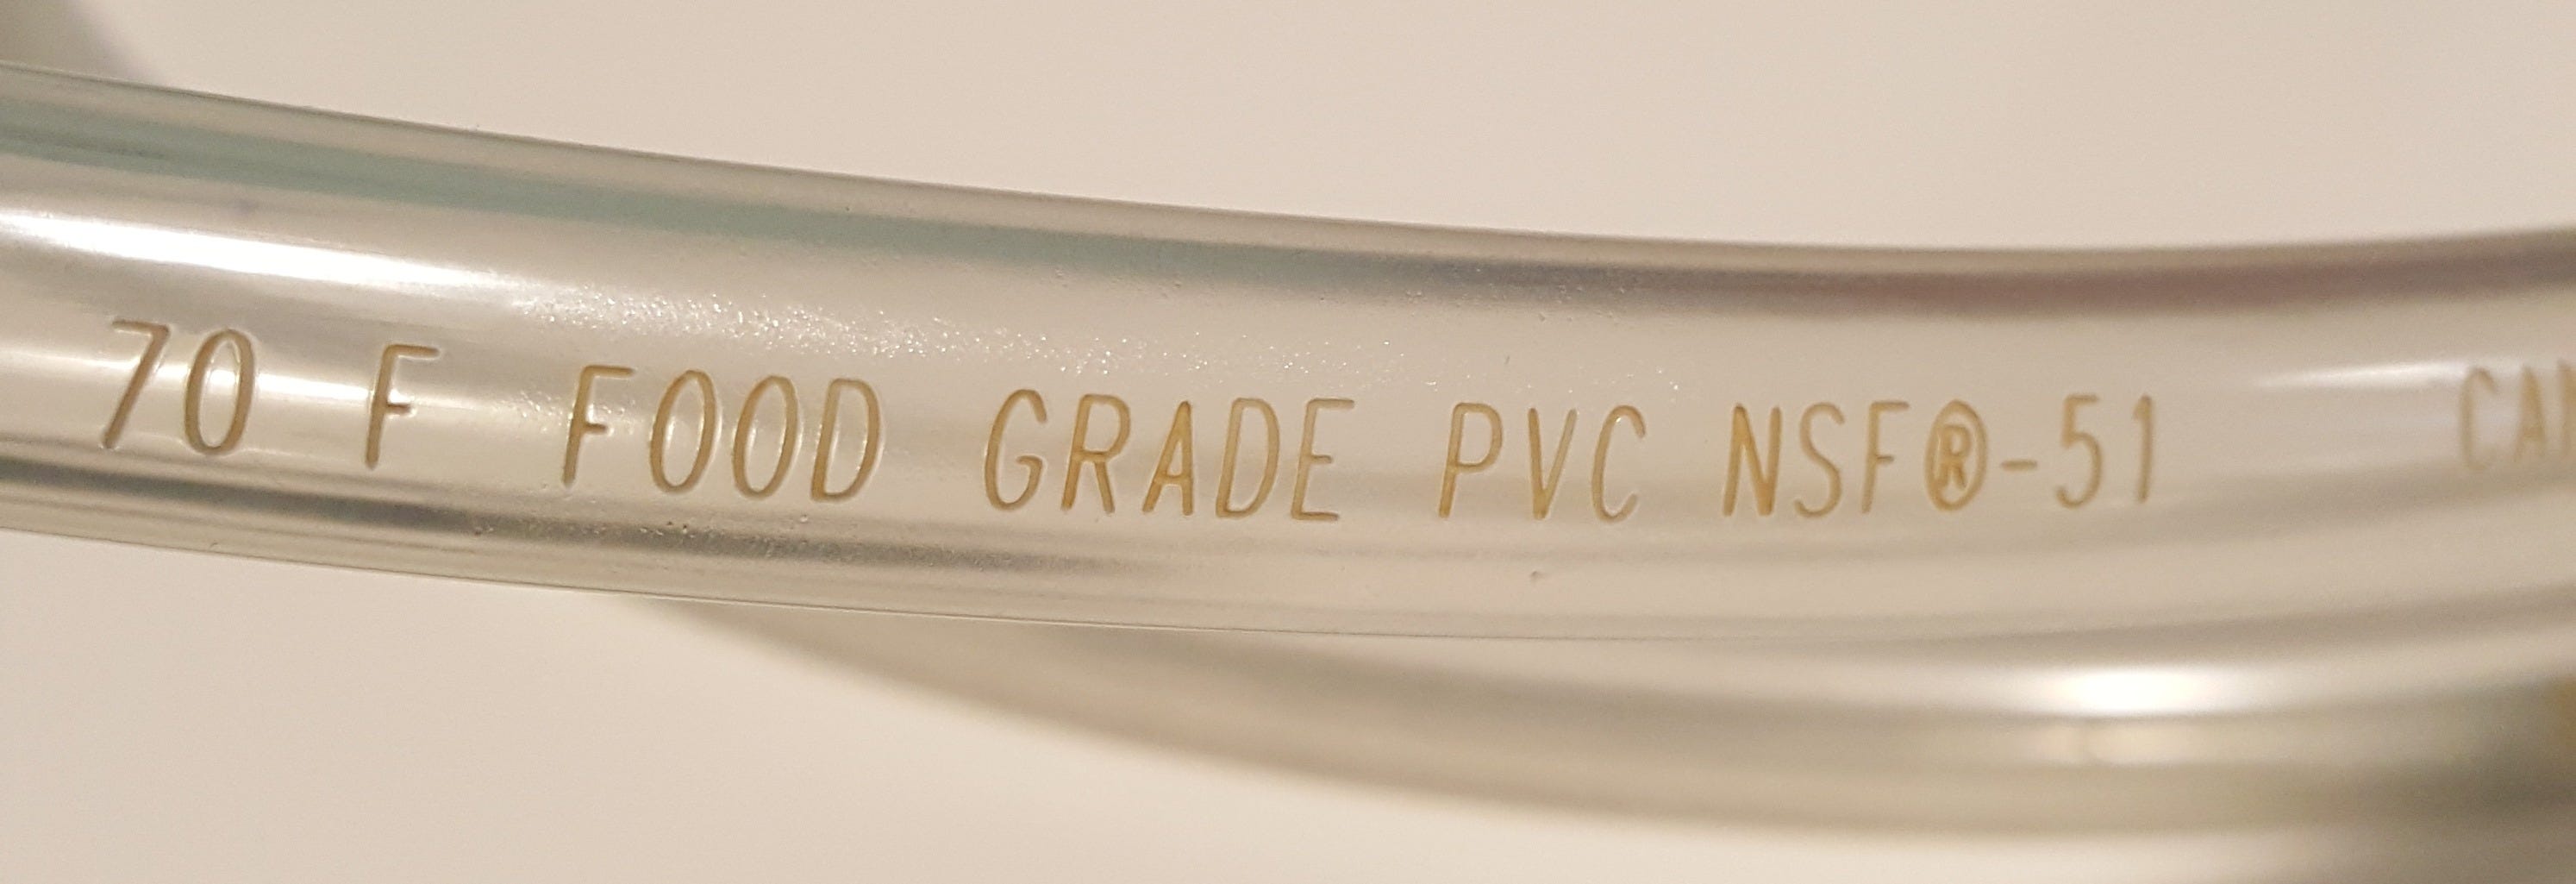 70 F FOOD GRADE PVC NSF®-51